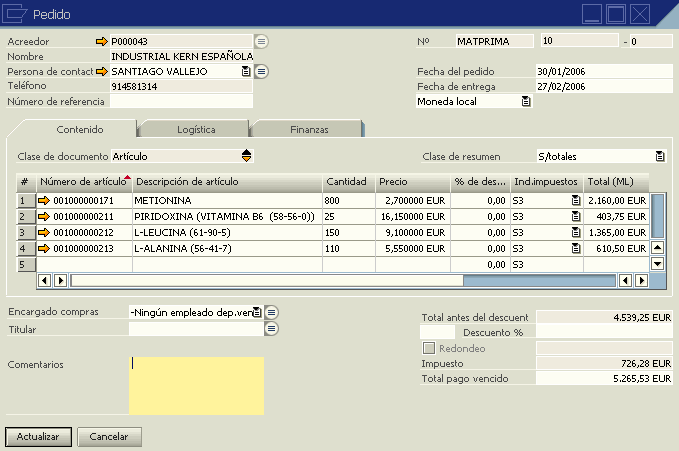 Pedido
Acreedor P000043 Nº MATPRIMA 10 - 0
Nombre INDUSTRIAL KERN ESPAÑOLA
Persona de contact SANTIAGO VALLEJO Fecha del pedido 30/01/2006
Teléfono 914581314 Fecha de entrega 27/02/2006
Número de referencia Moneda local
Contenido Logística Finanzas
Clase de documento Artículo Clase de resumen S/totales
# Número de artículo Descripción de artículo Cantidad Precio % de des... Ind.impuestos Total (ML)
1 001000000171 METIONINA 800 2,700000 EUR 0,00 S3 2.160,00 EUR
2 001000000211 PIRIDOXINA (VITAMINA B6 (58-56-0)) 25 16,150000 EUR 0,00 S3 403,75 EUR
3 001000000212 L-LEUCINA (61-90-5) 150 9,100000 EUR 0,00 S3 1.365,00 EUR
4 001000000213 L-ALANINA (56-41-7) 110 5,550000 EUR 0,00 S3 610,50 EUR
5 0,00 S3
Encargado compras -Ningún empleado dep.ven Total antes del descuent 4.539,25 EUR
Titular Descuento %
Redondeo
Comentarios Impuesto 726,28 EUR
Total pago vencido 5.265,53 EUR
Actualizar Cancelar